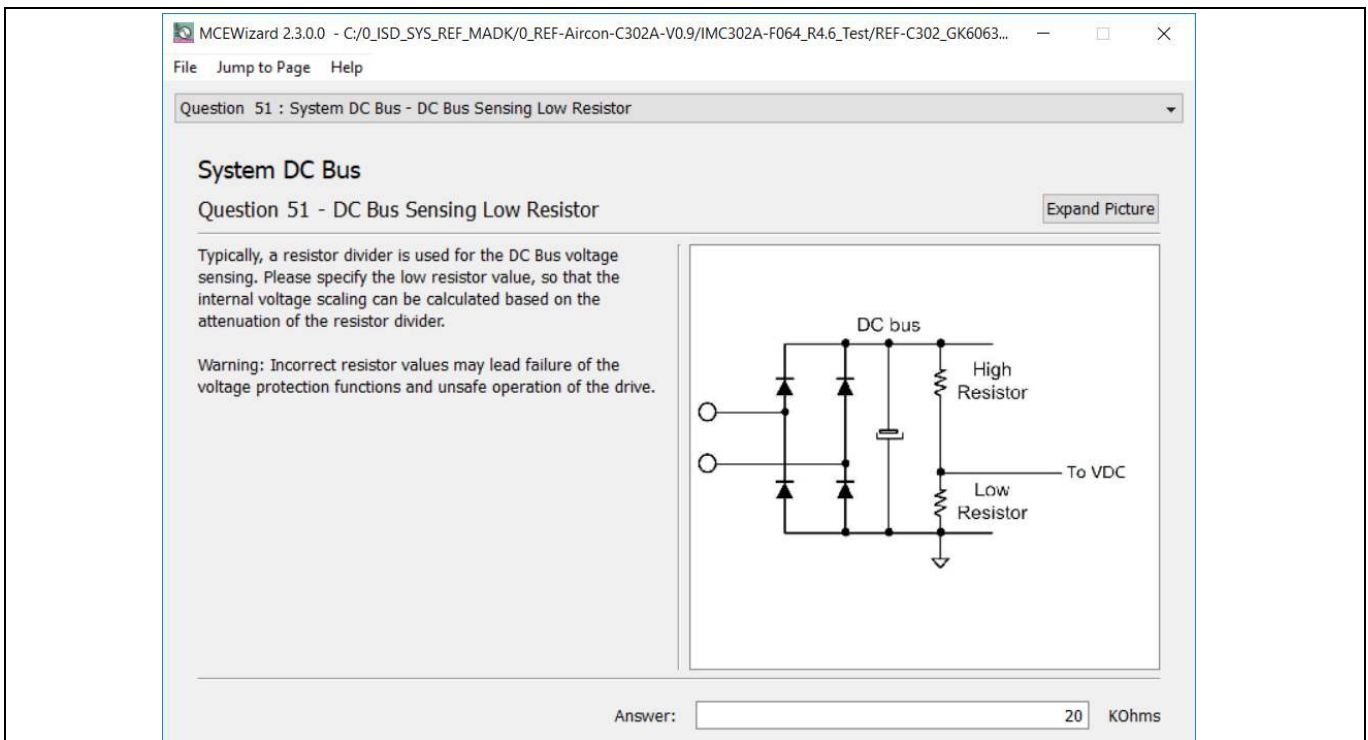 MCEWizard 2.3.0.0 - C:/0_ISD_SYS_REF_MADK/0_REF-Aircon-C302A-V0.9/IMC302A-F064_R4.6_Test/REF-C302_GK6063...
File Jump to Page Help
Question 51 : System DC Bus - DC Bus Sensing Low Resistor
System DC Bus
Question 51 - DC Bus Sensing Low Resistor
Expand Picture
Typically, a resistor divider is used for the DC Bus voltage
sensing. Please specify the low resistor value, so that the
internal voltage scaling can be calculated based on the
attenuation of the resistor divider.
Warning: Incorrect resistor values may lead failure of the
voltage protection functions and unsafe operation of the drive.
DC bus
High
Resistor
To VDC
Low
Resistor
Answer: 20 KOhms